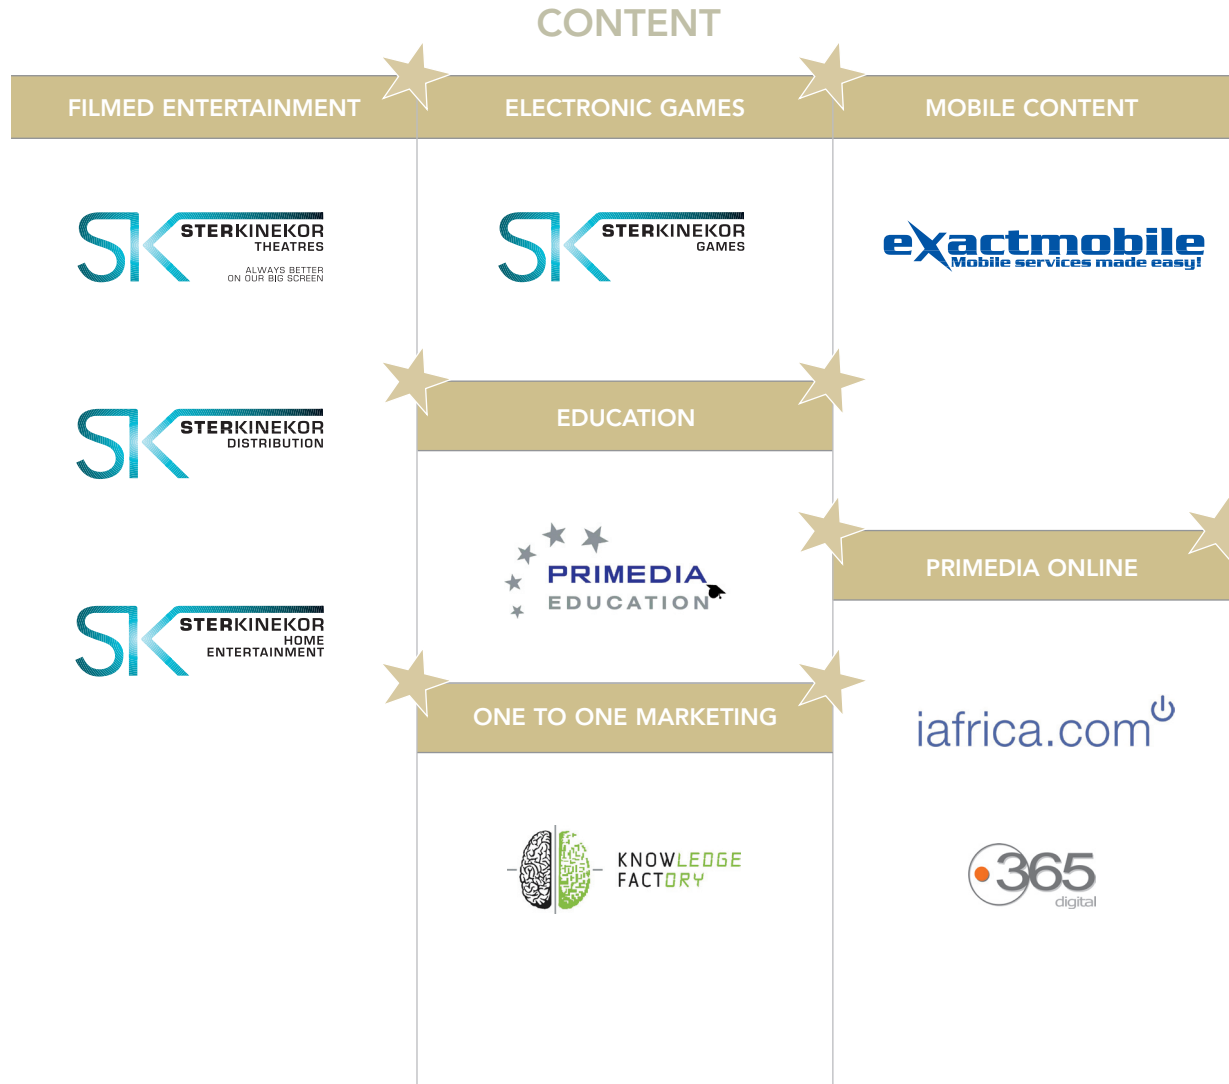 CONTENT
FILMED ENTERTAINMENT
STERKINEKOR
THEATRES
ALWAYS BETTER
ON OUR BIG SCREEN
STERKINEKOR
DISTRIBUTION
STERKINEKOR
HOME
ENTERTAINMENT
ELECTRONIC GAMES
STERKINEKOR
GAMES
EDUCATION
PRIMEDIA
EDUCATION
ONE TO ONE MARKETING
KNOWLEDGE
FACTORY
MOBILE CONTENT
eXactmobile
Mobile services made easy!
PRIMEDIA ONLINE
iafrica.com
365
digital